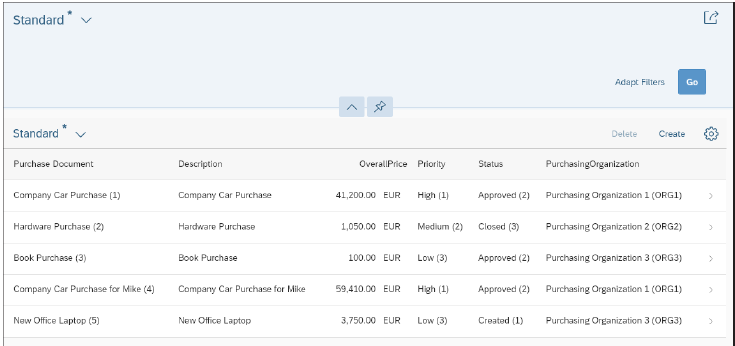 Standard *
Adapt Filters Go
Standard * Delete Create
Purchase Document Description OverallPrice Priority Status PurchasingOrganization
Company Car Purchase (1) Company Car Purchase 41,200.00 EUR High (1) Approved (2) Purchasing Organization 1 (ORG1)
Hardware Purchase (2) Hardware Purchase 1,050.00 EUR Medium (2) Closed (3) Purchasing Organization 2 (ORG2)
Book Purchase (3) Book Purchase 100.00 EUR Low (3) Approved (2) Purchasing Organization 3 (ORG3)
Company Car Purchase for Mike (4) Company Car Purchase for Mike 59,410.00 EUR High (1) Approved (2) Purchasing Organization 1 (ORG1)
New Office Laptop (5) New Office Laptop 3,750.00 EUR Low (3) Created (1) Purchasing Organization 3 (ORG3)